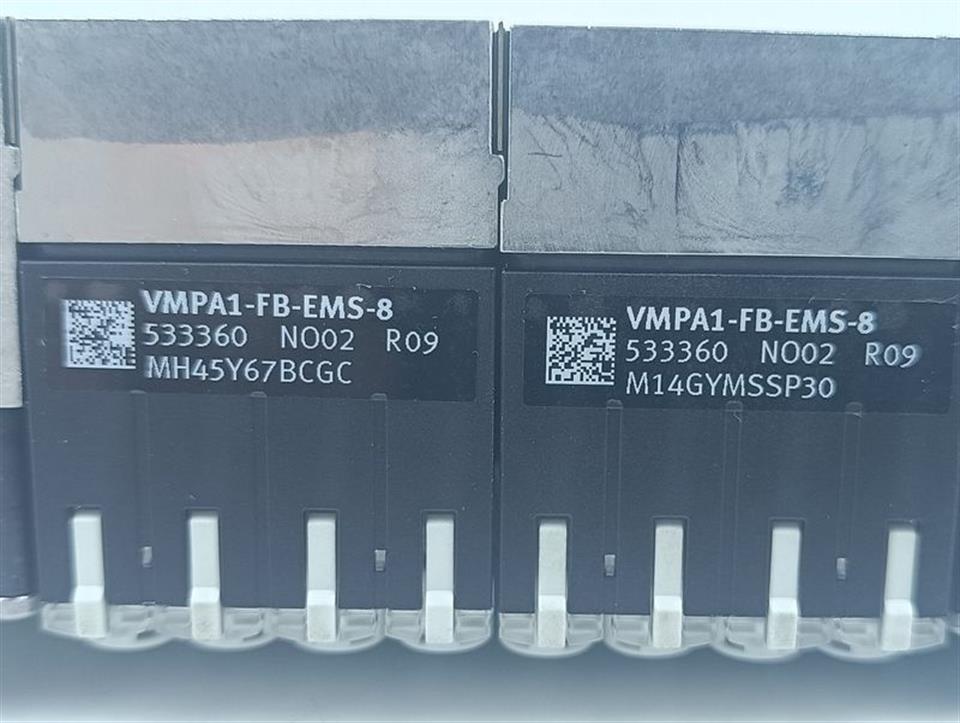 VMPA1-FB-EMS-8
533360 NO02 R09
MH45Y67BCGC
VMPA1-FB-EMS-8
533360 NO02 R09
M14GYMSSP30